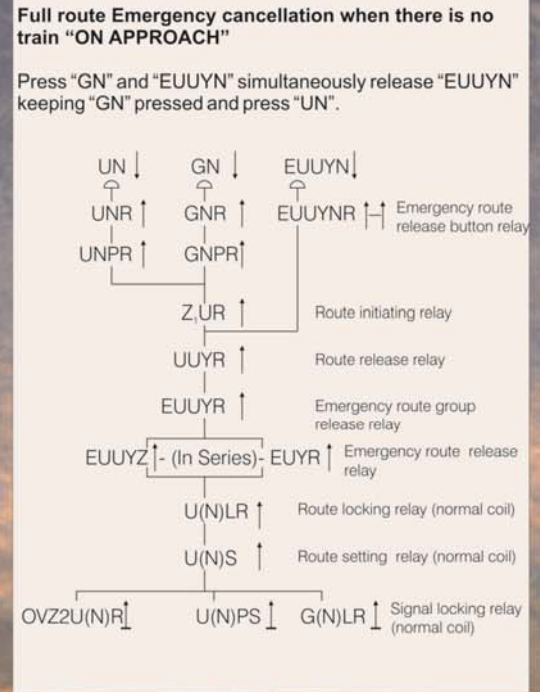 Full route Emergency cancellation when there is no
train “ON APPROACH”
Press “GN” and “EUUYN” simultaneously release “EUUYN”
keeping “GN” pressed and press “UN”.
UN ↓ GN ↓ EUUYN↓
UNR ↑ GNR ↑ EUUYNR Emergency route
release button relay
UNPR ↑ GNPR↑
Z,UR ↑ Route initiating relay
UUYR ↑ Route release relay
EUUYR ↑ Emergency route group
release relay
EUUYZ↑- (In Series)- EUYR↑ Emergency route release
relay
U(N)LR ↑ Route locking relay (normal coil)
U(N)S ↑ Route setting relay (normal coil)
OVZ2U(N)R↑ U(N)PS↑ G(N)LR↑ Signal locking relay
(normal coil)